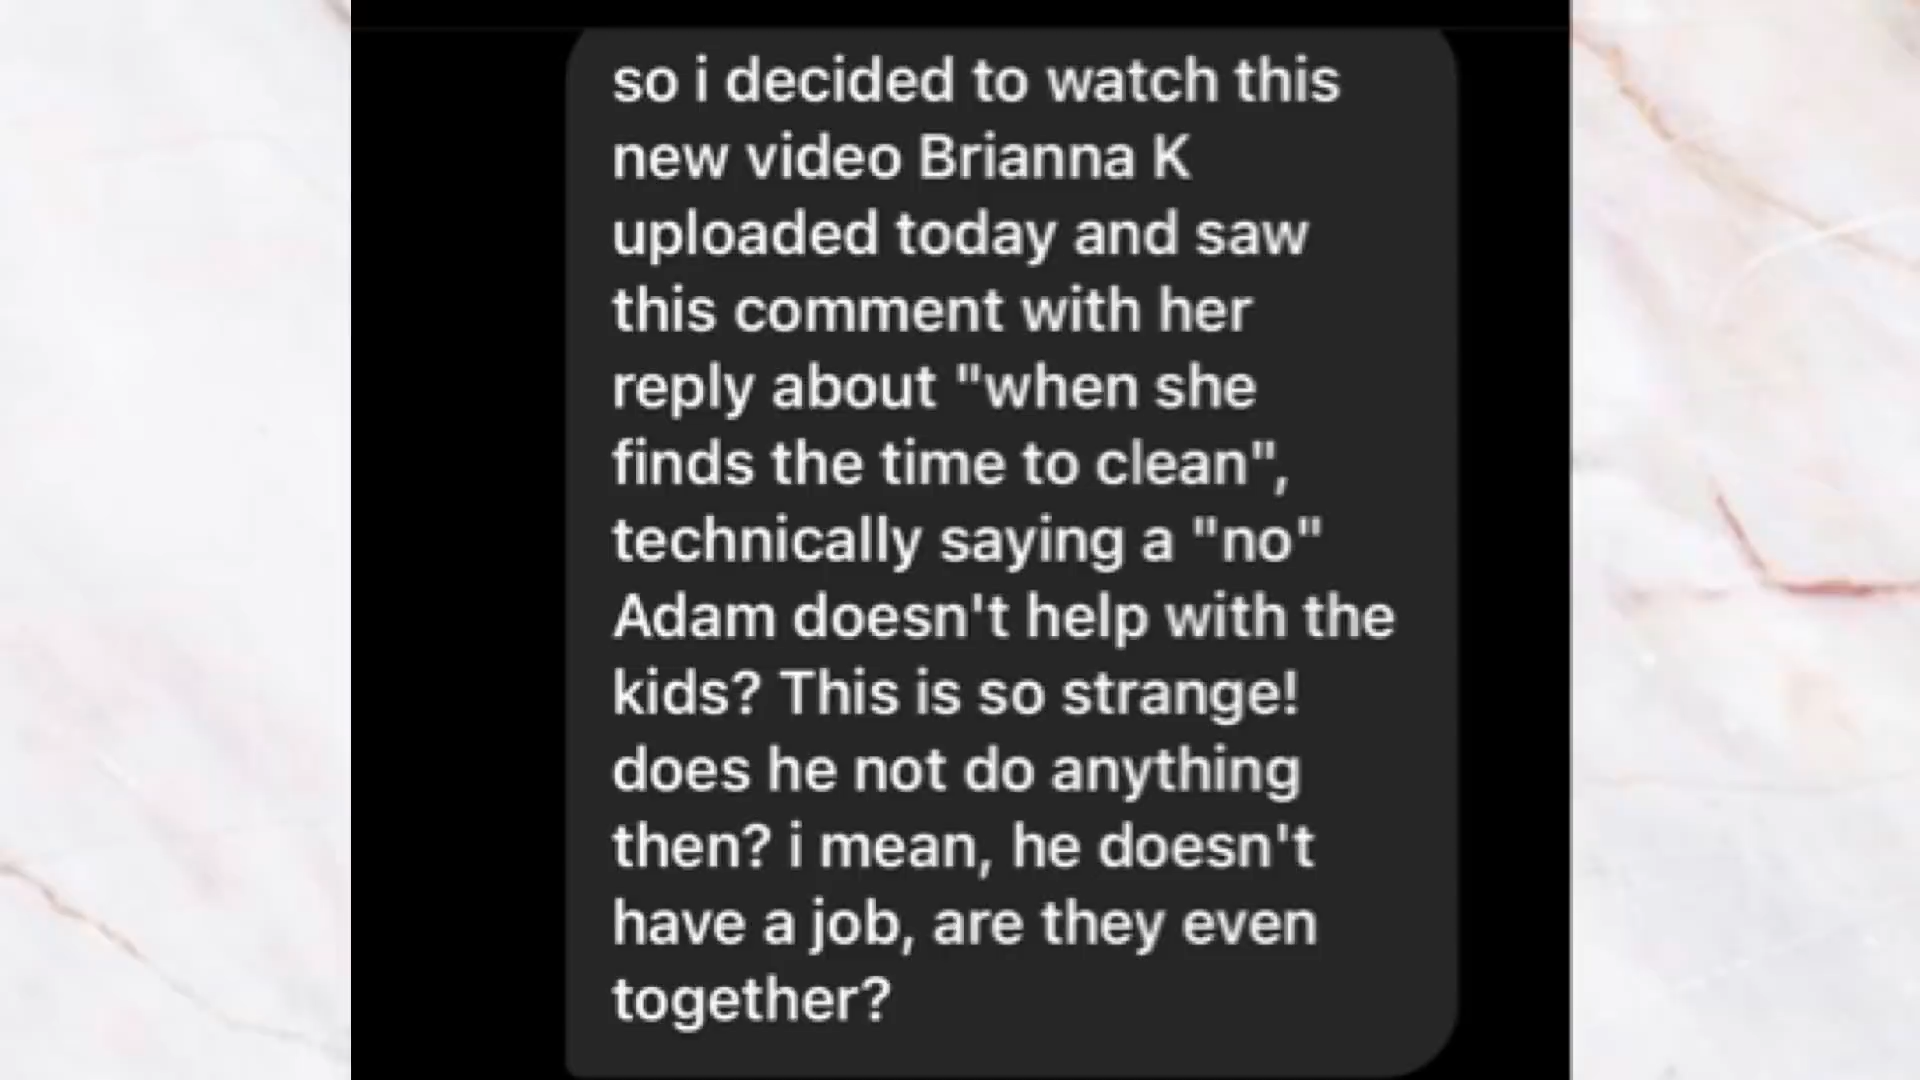 so i decided to watch this
new video Brianna K
uploaded today and saw
this comment with her
reply about "when she
finds the time to clean",
technically saying a "no"
Adam doesn't help with the
kids? This is so strange!
does he not do anything
then? i mean, he doesn't
have a job, are they even
together?